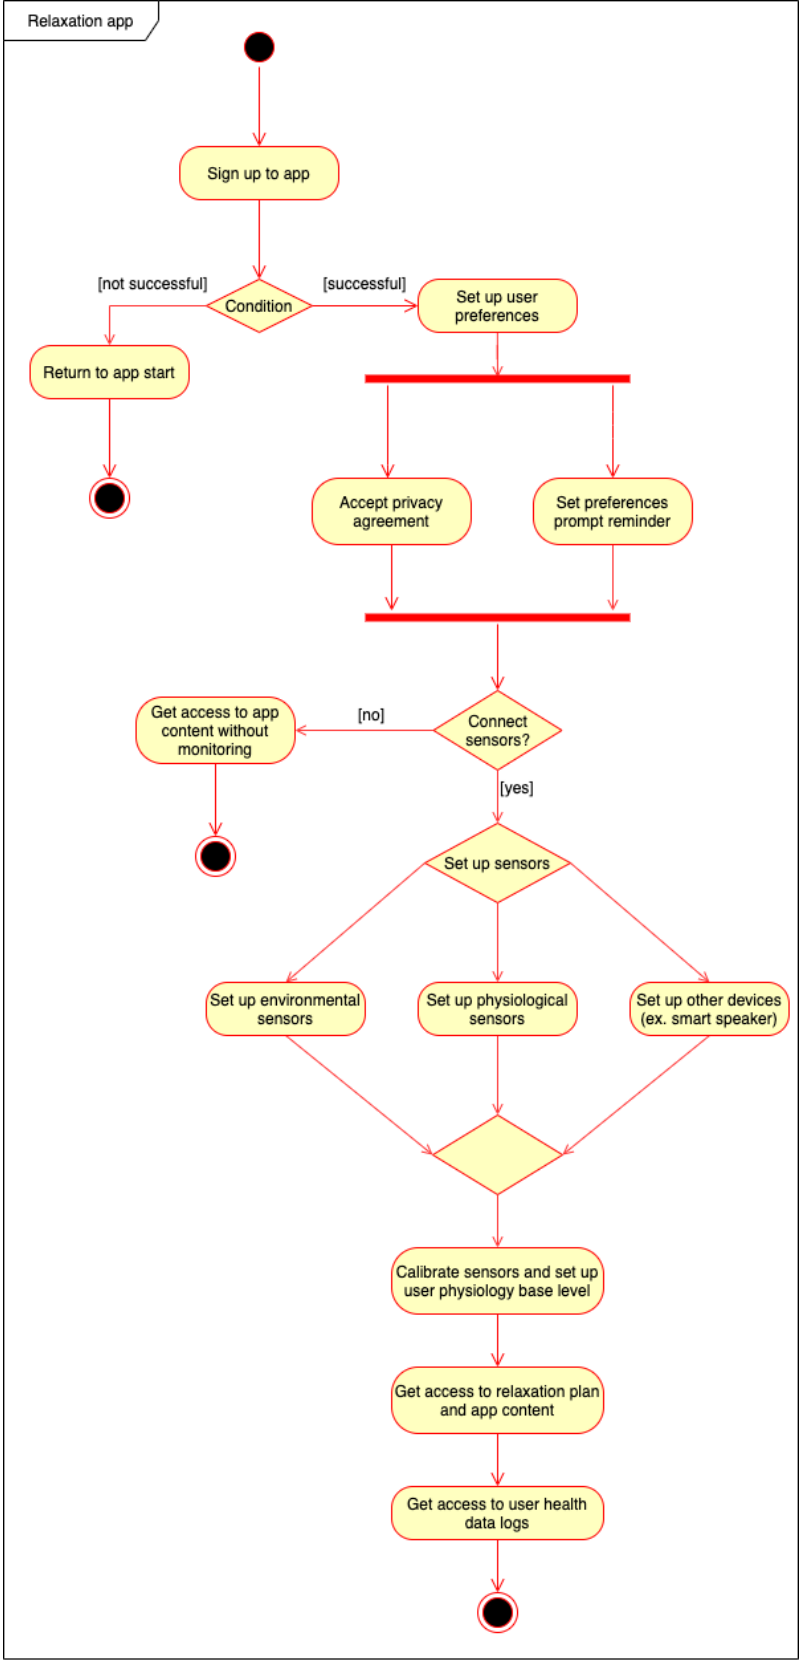 Relaxation app
Sign up to app
[not successful]
[successful]
Condition
Set up user
preferences
Return to app start
Accept privacy
agreement
Set preferences
prompt reminder
Get access to app
content without
monitoring
[no]
Connect
sensors?
[yes]
Set up sensors
Set up environmental
sensors
Set up physiological
sensors
Set up other devices
(ex. smart speaker)
Calibrate sensors and set up
user physiology base level
Get access to relaxation plan
and app content
Get access to user health
data logs